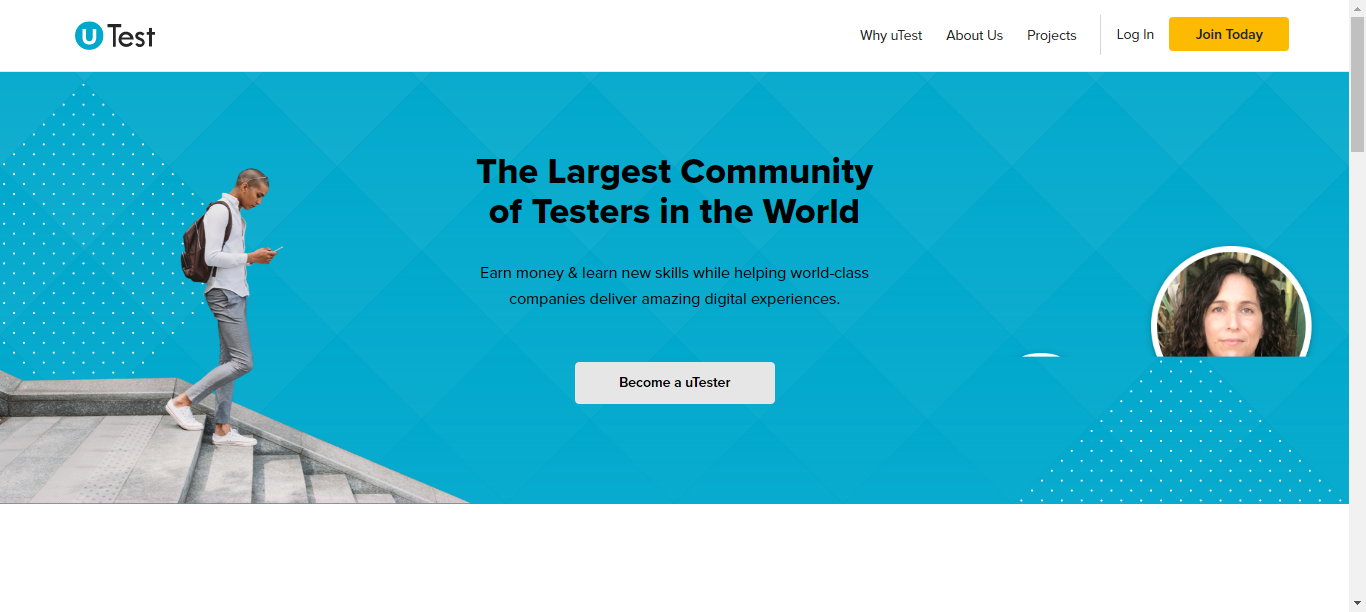 uTest
Why uTest
About Us
Projects
Log In
Join Today
The Largest Community
of Testers in the World
Earn money & learn new skills while helping world-class
companies deliver amazing digital experiences.
Become a uTester